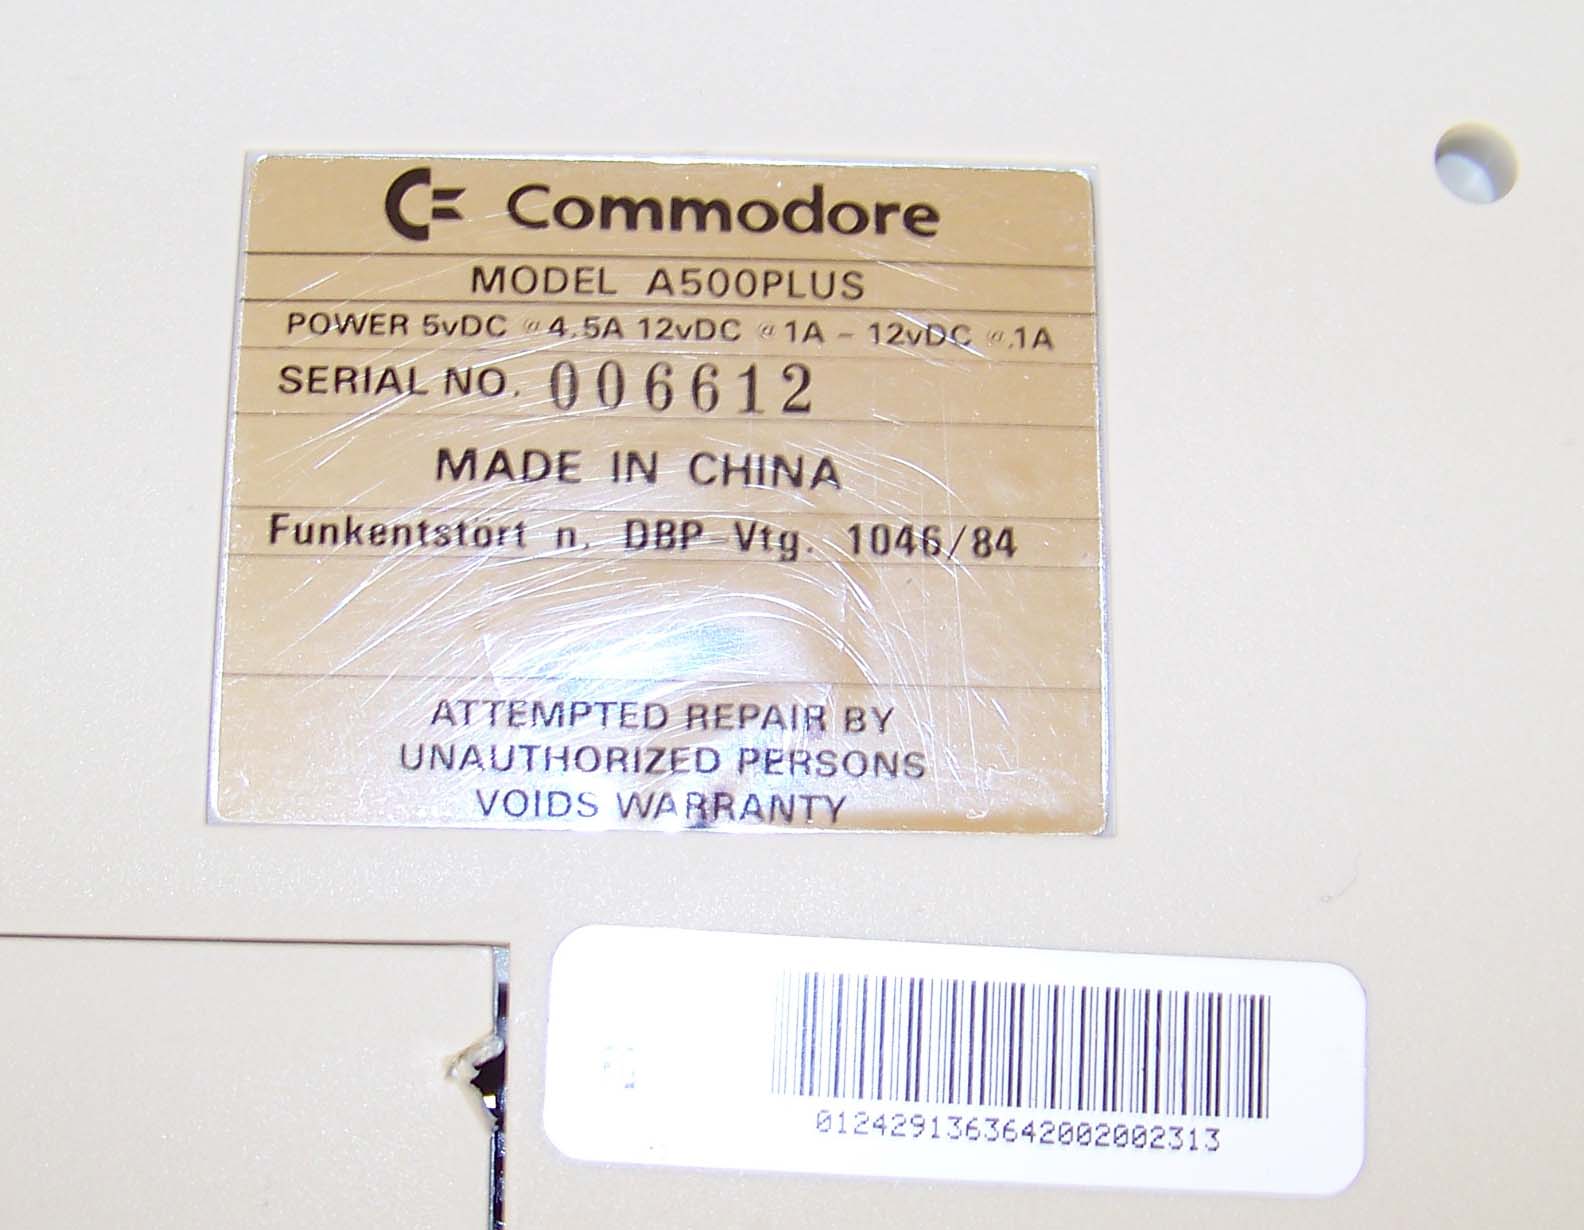 Commodore
MODEL A500PLUS
POWER 5vDC @ 4.5A 12vDC @ 1A - 12vDC @ .1A
SERIAL NO. 006612
MADE IN CHINA
Funkentstört n. DBP-Vtg. 1046/84
ATTEMPTED REPAIR BY
UNAUTHORIZED PERSONS
VOIDS WARRANTY
0124291363642002002313